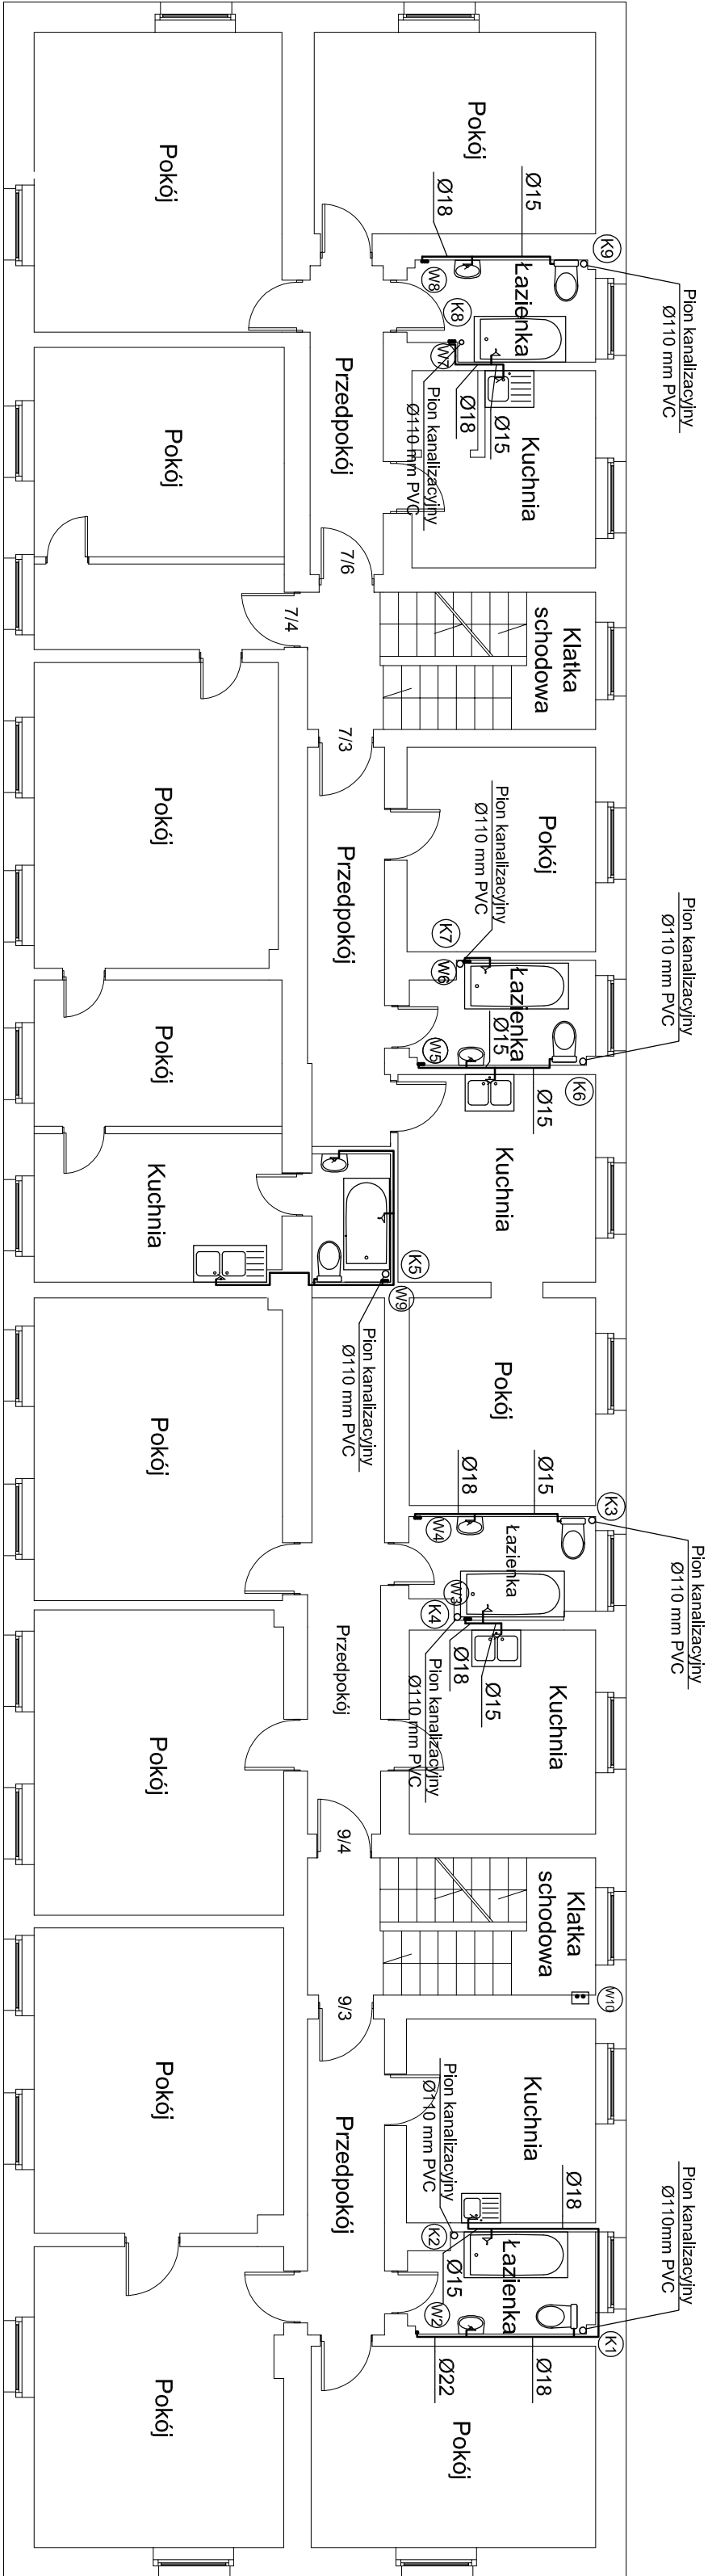 Pokój
Pokój
Ø18
Ø15
K9
Pion kanalizacyjny
Ø110 mm PVC
W8
Łazienka
K8
W7
Przedpokój
Pion kanalizacyjny
Ø110 mm PVC
Ø18
Ø15
Kuchnia
Pokój
7/6
7/4
Klatka
schodowa
7/3
Pokój
Przedpokój
Pokój
Pion kanalizacyjny
Ø110 mm PVC
K7
W6
Łazienka
Ø15
W5
K6
Pion kanalizacyjny
Ø110 mm PVC
Ø15
Pokój
Kuchnia
Kuchnia
K5
W9
Pion kanalizacyjny
Ø110 mm PVC
Pokój
Pokój
Ø18
Ø15
K3
Pion kanalizacyjny
Ø110 mm PVC
W4
Łazienka
W3
K4
Przedpokój
Pion kanalizacyjny
Ø110 mm PVC
Ø18
Ø15
Kuchnia
Pokój
9/4
Klatka
schodowa
W10
9/3
Pokój
Przedpokój
Kuchnia
Pion kanalizacyjny
Ø110 mm PVC
Ø18
K2
Ø15
Łazienka
W2
K1
Pion kanalizacyjny
Ø110mm PVC
Ø22
Ø18
Pokój
Pokój